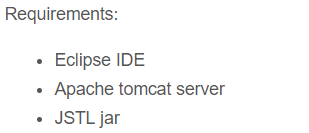 Requirements:
• Eclipse IDE
• Apache tomcat server
• JSTL jar